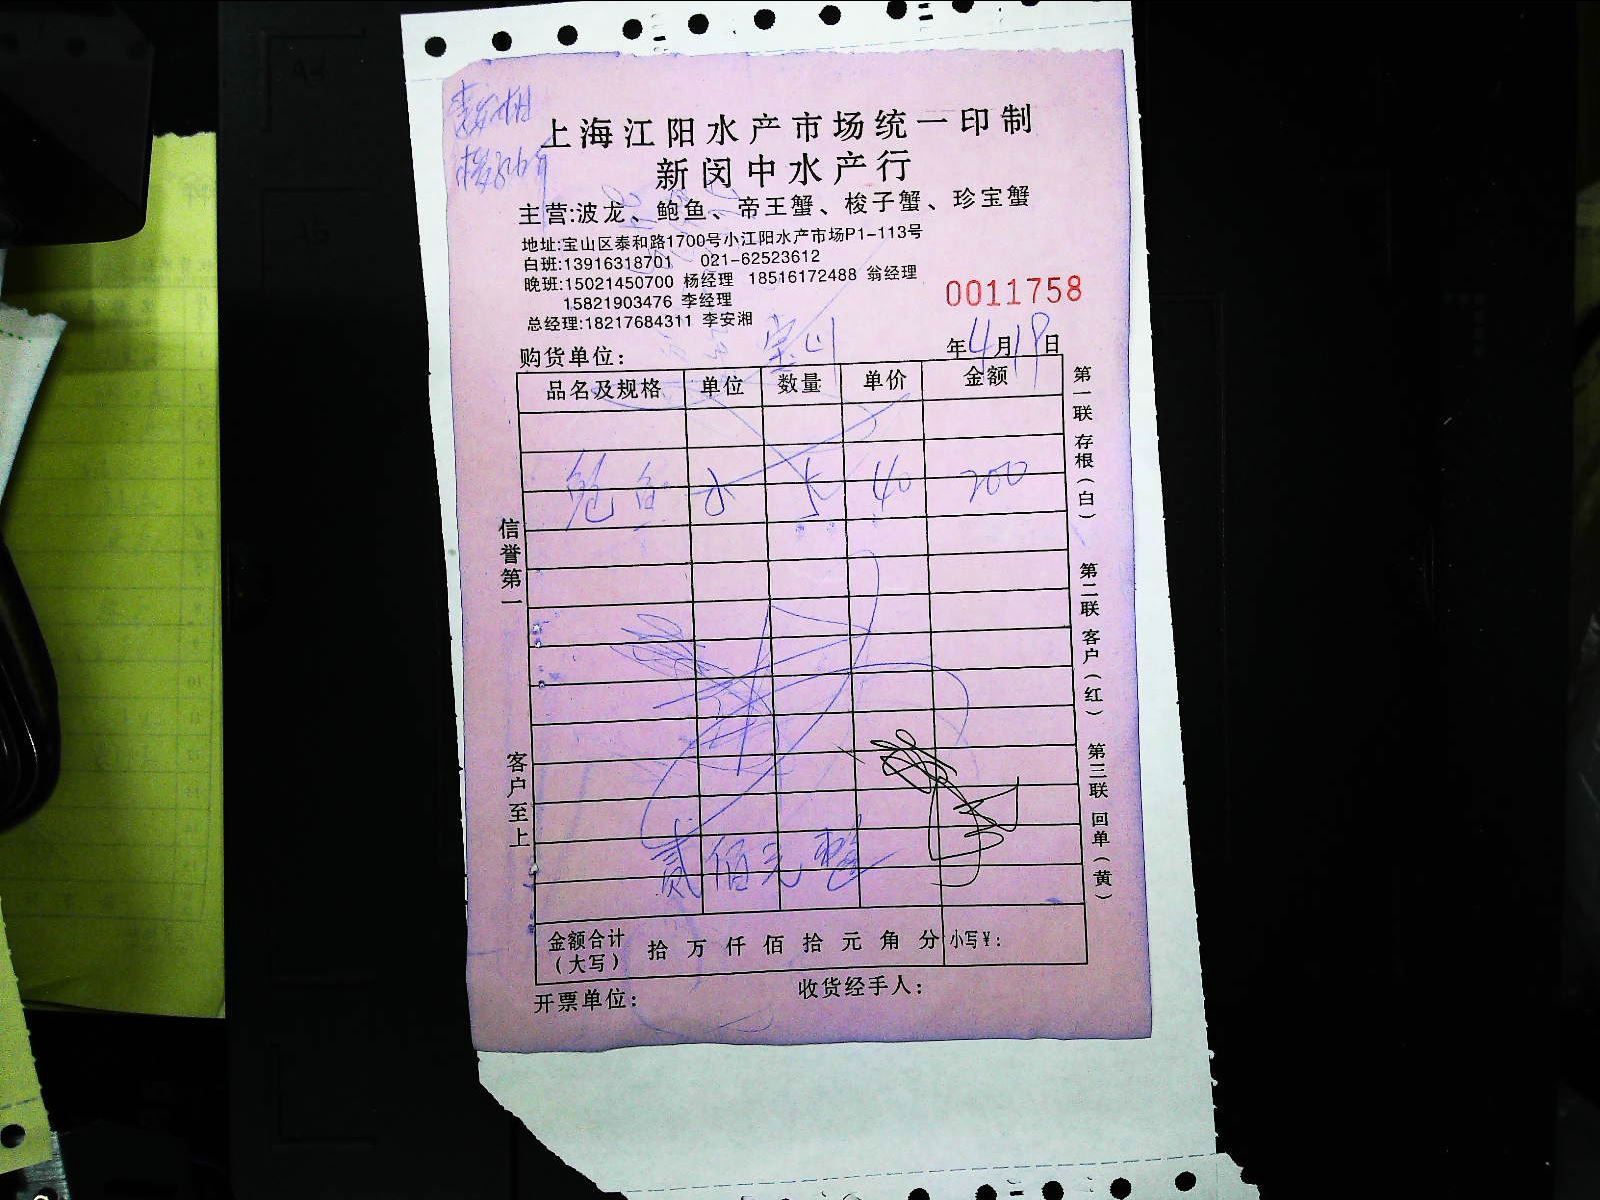 上海江阳水产市场统一印制
新闵中水产行
主营:波龙、鲍鱼、帝王蟹、梭子蟹、珍宝蟹
地址:宝山区泰和路1700号小江阳水产市场P1-113号
白班:13916318701 021-62523612
晚班:15021450700 杨经理 18516172488 翁经理
15821903476 李经理
总经理:18217684311 李安湘
0011758
购货单位: 宝山 年4月19日
品名及规格 单位 数量 单价 金额
鲍鱼 5 40 200
贰佰元整
金额合计(大写) 拾 万 仟 佰 拾 元 角 分 小写¥:
开票单位: 收货经手人:
信誉第一
客户至上
第一联 存根(白)
第二联 客户(红)
第三联 回单(黄)